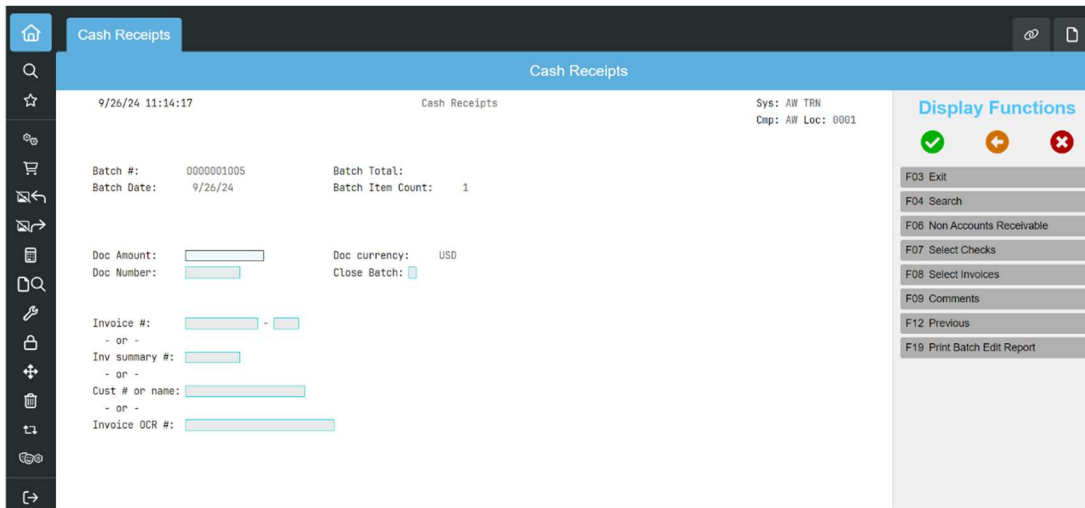 Cash Receipts
Cash Receipts
9/26/24 11:14:17 Cash Receipts Sys: AW TRN
Cmp: AW Loc: 0001
Batch #: 0000001005 Batch Total:
Batch Date: 9/26/24 Batch Item Count: 1
Doc Amount: Doc currency: USD
Doc Number: Close Batch:
Invoice #: -
- or -
Inv summary #:
- or -
Cust # or name:
- or -
Invoice OCR #:
Display Functions
F03 Exit
F04 Search
F06 Non Accounts Receivable
F07 Select Checks
F08 Select Invoices
F09 Comments
F12 Previous
F19 Print Batch Edit Report